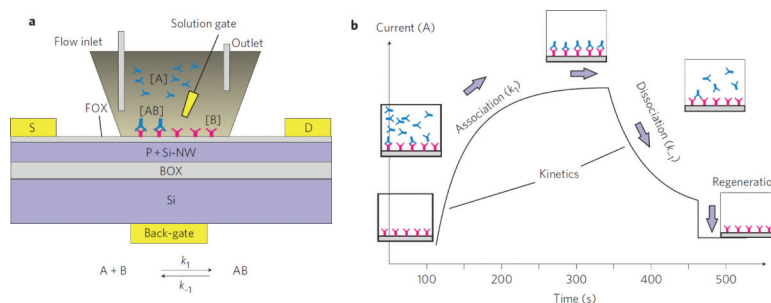 a
Solution gate
Flow inlet
Outlet
[A]
[AB]
[B]
FOX
S
D
P + Si-NW
BOX
Si
Back-gate
A + B
k1
k-1
AB
b
Current (A)
Association (k1)
Dissociation (k-1)
Kinetics
Regeneration
100
200
300
400
500
Time (s)